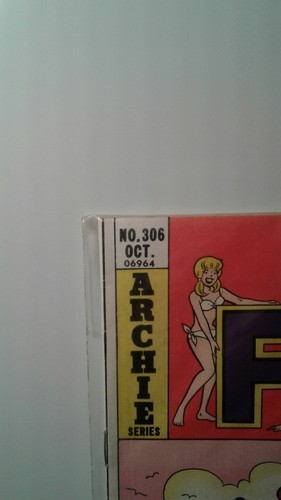 NO. 306
OCT.
06964
ARCHIE
SERIES